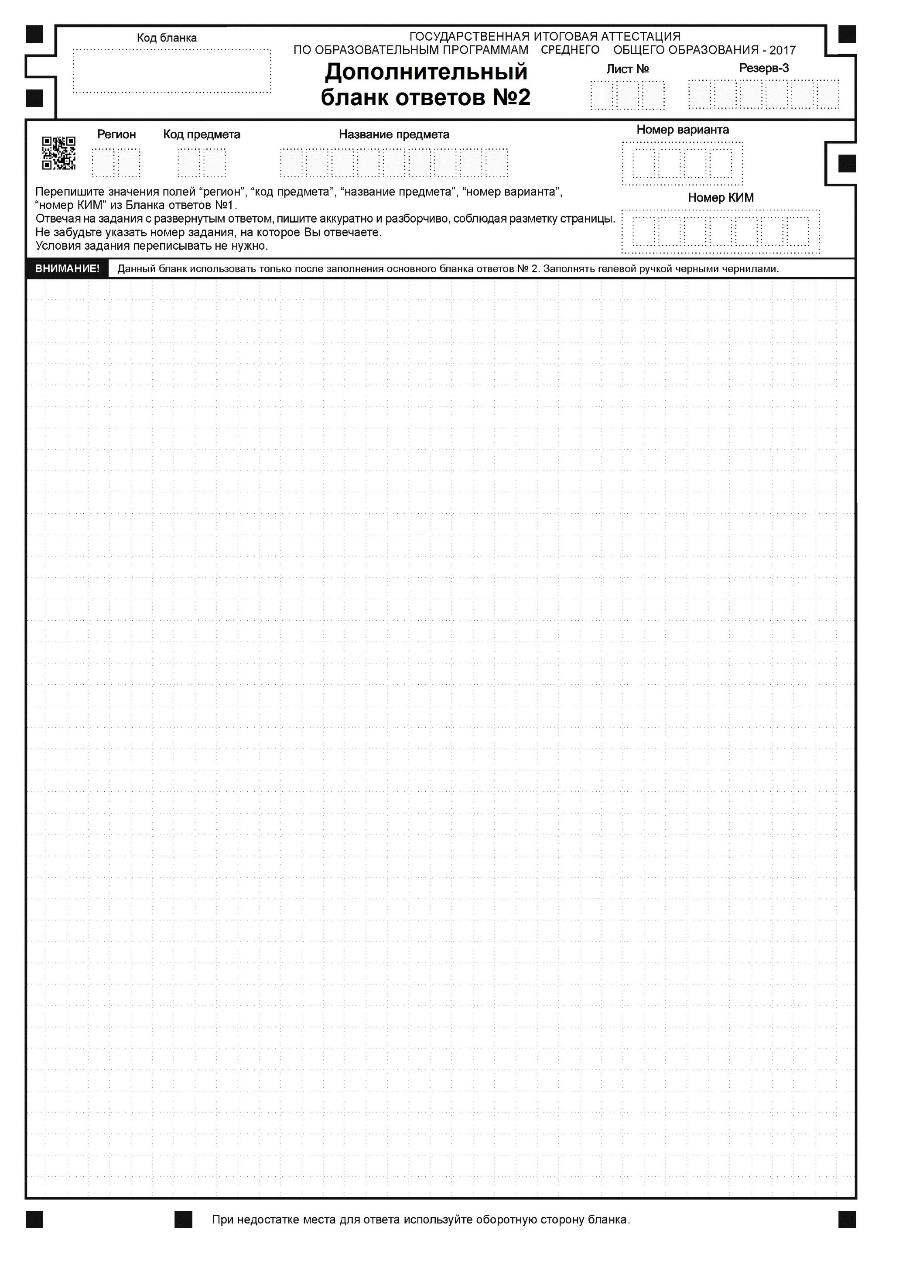 Код бланка
ГОСУДАРСТВЕННАЯ ИТОГОВАЯ АТТЕСТАЦИЯ
ПО ОБРАЗОВАТЕЛЬНЫМ ПРОГРАММАМ СРЕДНЕГО ОБЩЕГО ОБРАЗОВАНИЯ - 2017
Дополнительный
бланк ответов №2
Лист №
Резерв-3
Регион
Код предмета
Название предмета
Номер варианта
Перепишите значения полей “регион”, “код предмета”, “название предмета”, “номер варианта”,
“номер КИМ” из Бланка ответов №1.
Отвечая на задания с развернутым ответом, пишите аккуратно и разборчиво, соблюдая разметку страницы.
Не забудьте указать номер задания, на которое Вы отвечаете.
Условия задания переписывать не нужно.
Номер КИМ
ВНИМАНИЕ! Данный бланк использовать только после заполнения основного бланка ответов № 2. Заполнять гелевой ручкой черными чернилами.
При недостатке места для ответа используйте оборотную сторону бланка.